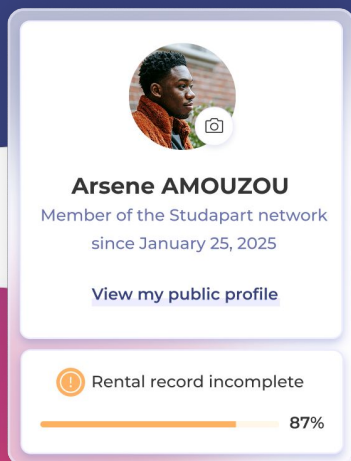 Arsene AMOUZOU
Member of the Studapart network
since January 25, 2025
View my public profile
Rental record incomplete
87%